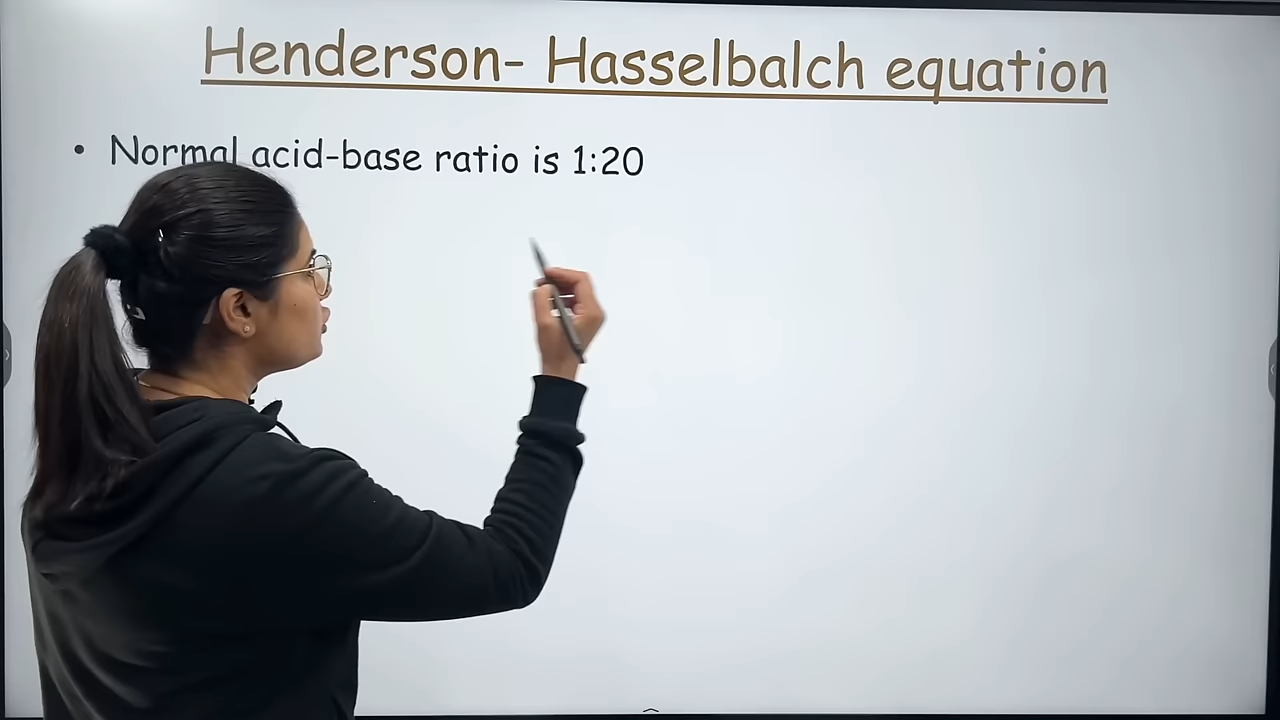 Henderson- Hasselbalch equation
• Normal acid-base ratio is 1:20